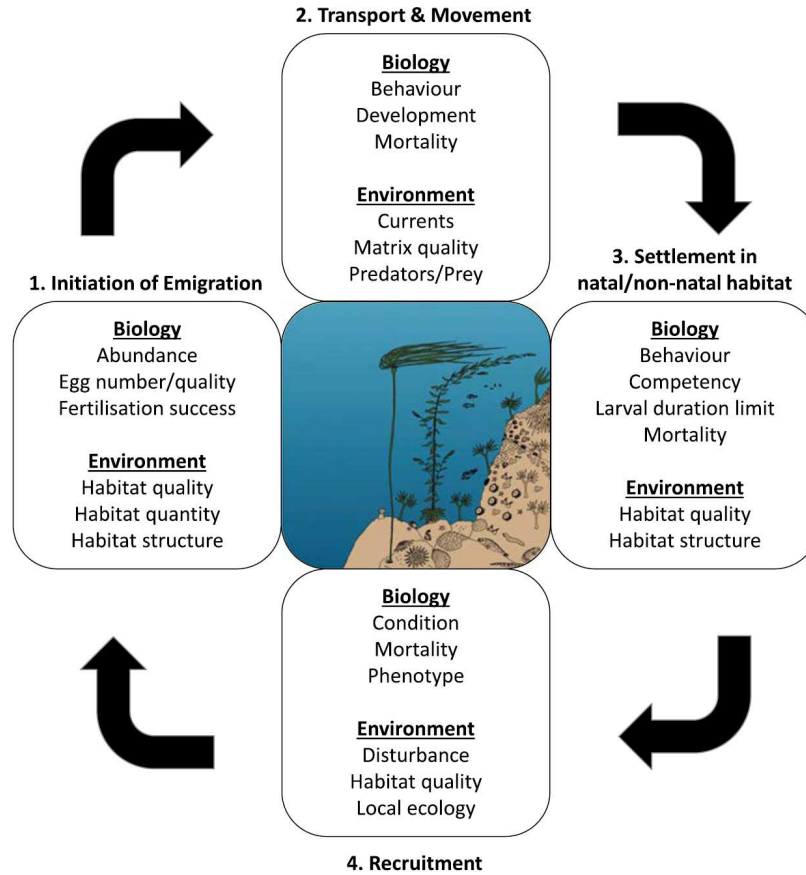 2. Transport & Movement
Biology
Behaviour
Development
Mortality
Environment
Currents
Matrix quality
Predators/Prey
1. Initiation of Emigration
Biology
Abundance
Egg number/quality
Fertilisation success
Environment
Habitat quality
Habitat quantity
Habitat structure
3. Settlement in
natal/non-natal habitat
Biology
Behaviour
Competency
Larval duration limit
Mortality
Environment
Habitat quality
Habitat structure
Biology
Condition
Mortality
Phenotype
Environment
Disturbance
Habitat quality
Local ecology
4. Recruitment